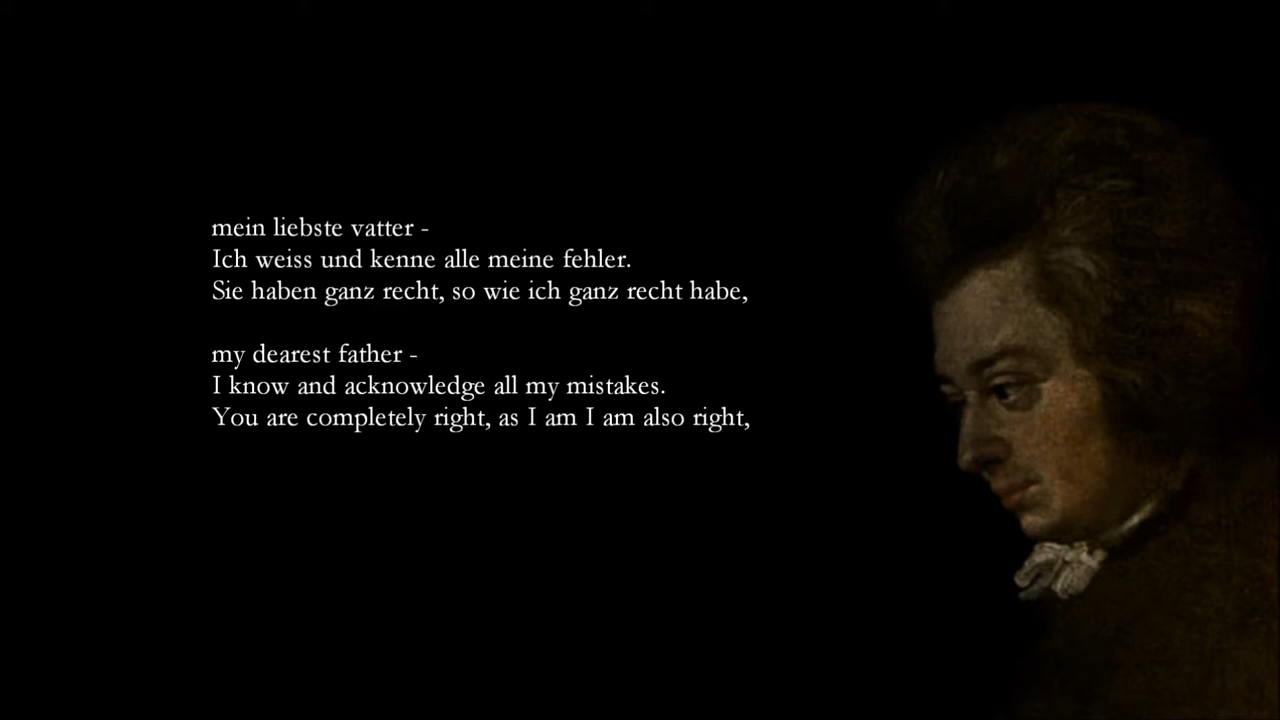 mein liebste vatter -
Ich weiss und kenne alle meine fehler.
Sie haben ganz recht, so wie ich ganz recht habe,
my dearest father -
I know and acknowledge all my mistakes.
You are completely right, as I am I am also right,